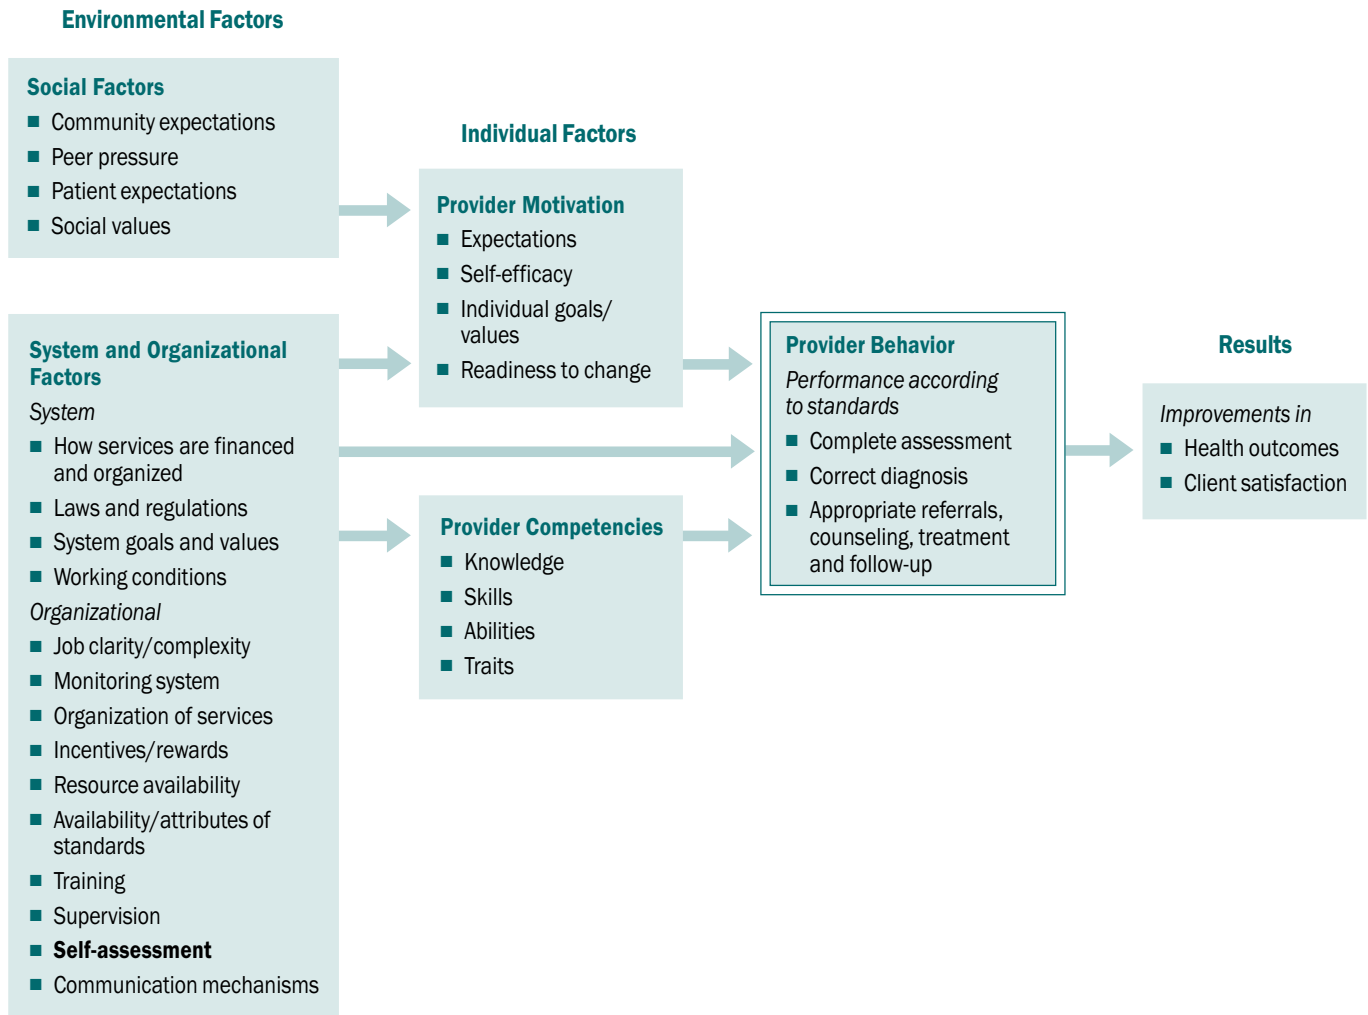 Environmental Factors
Social Factors
■ Community expectations
■ Peer pressure
■ Patient expectations
■ Social values
System and Organizational
Factors
System
■ How services are financed
and organized
■ Laws and regulations
■ System goals and values
■ Working conditions
Organizational
■ Job clarity/complexity
■ Monitoring system
■ Organization of services
■ Incentives/rewards
■ Resource availability
■ Availability/attributes of
standards
■ Training
■ Supervision
■ Self-assessment
■ Communication mechanisms
Individual Factors
Provider Motivation
■ Expectations
■ Self-efficacy
■ Individual goals/
values
■ Readiness to change
Provider Competencies
■ Knowledge
■ Skills
■ Abilities
■ Traits
Provider Behavior
Performance according
to standards
■ Complete assessment
■ Correct diagnosis
■ Appropriate referrals,
counseling, treatment
and follow-up
Results
Improvements in
■ Health outcomes
■ Client satisfaction